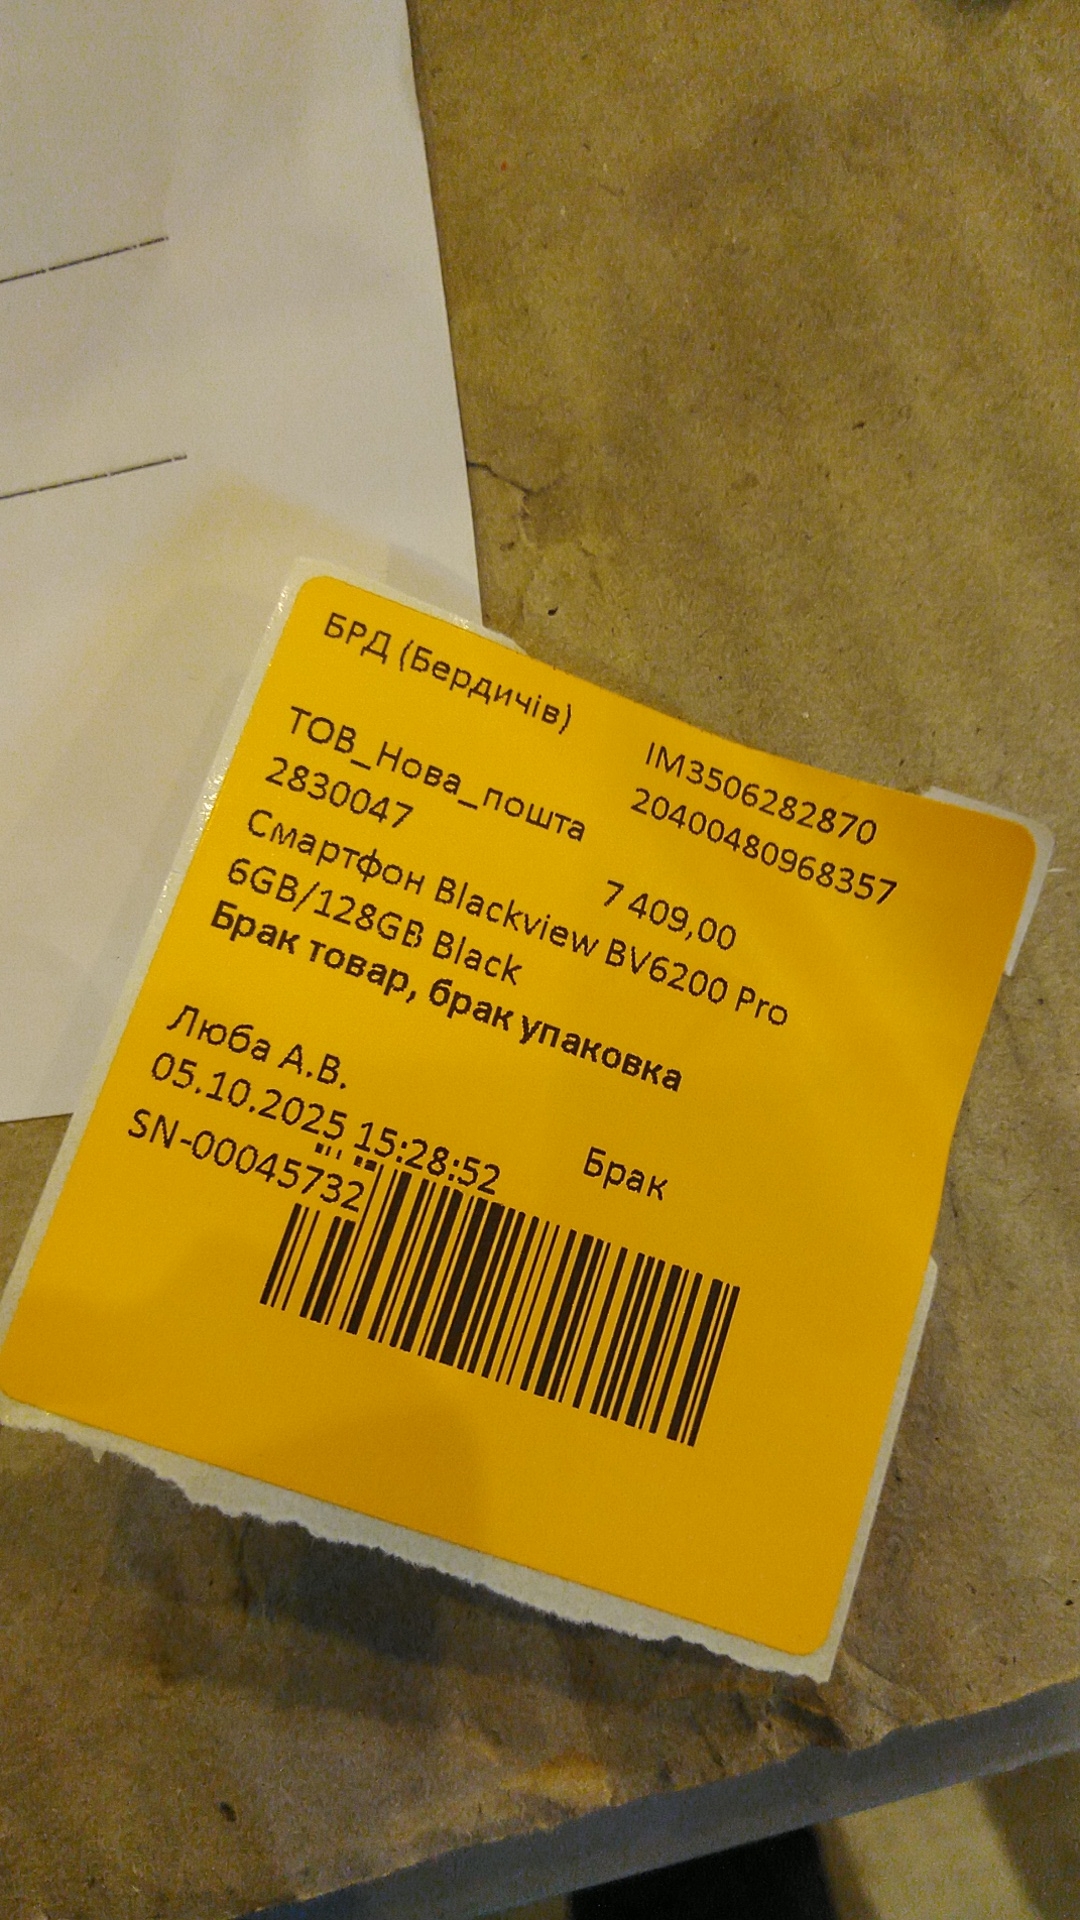 БРД (Бердичів)
IM3506282870
ТОВ_Нова_пошта
20400480968357
2830047
7 409,00
Смартфон Blackview BV6200 Pro
6GB/128GB Black
Брак товар, брак упаковка
Люба А.В.
05.10.2025 15:28:52
Брак
SN-00045732